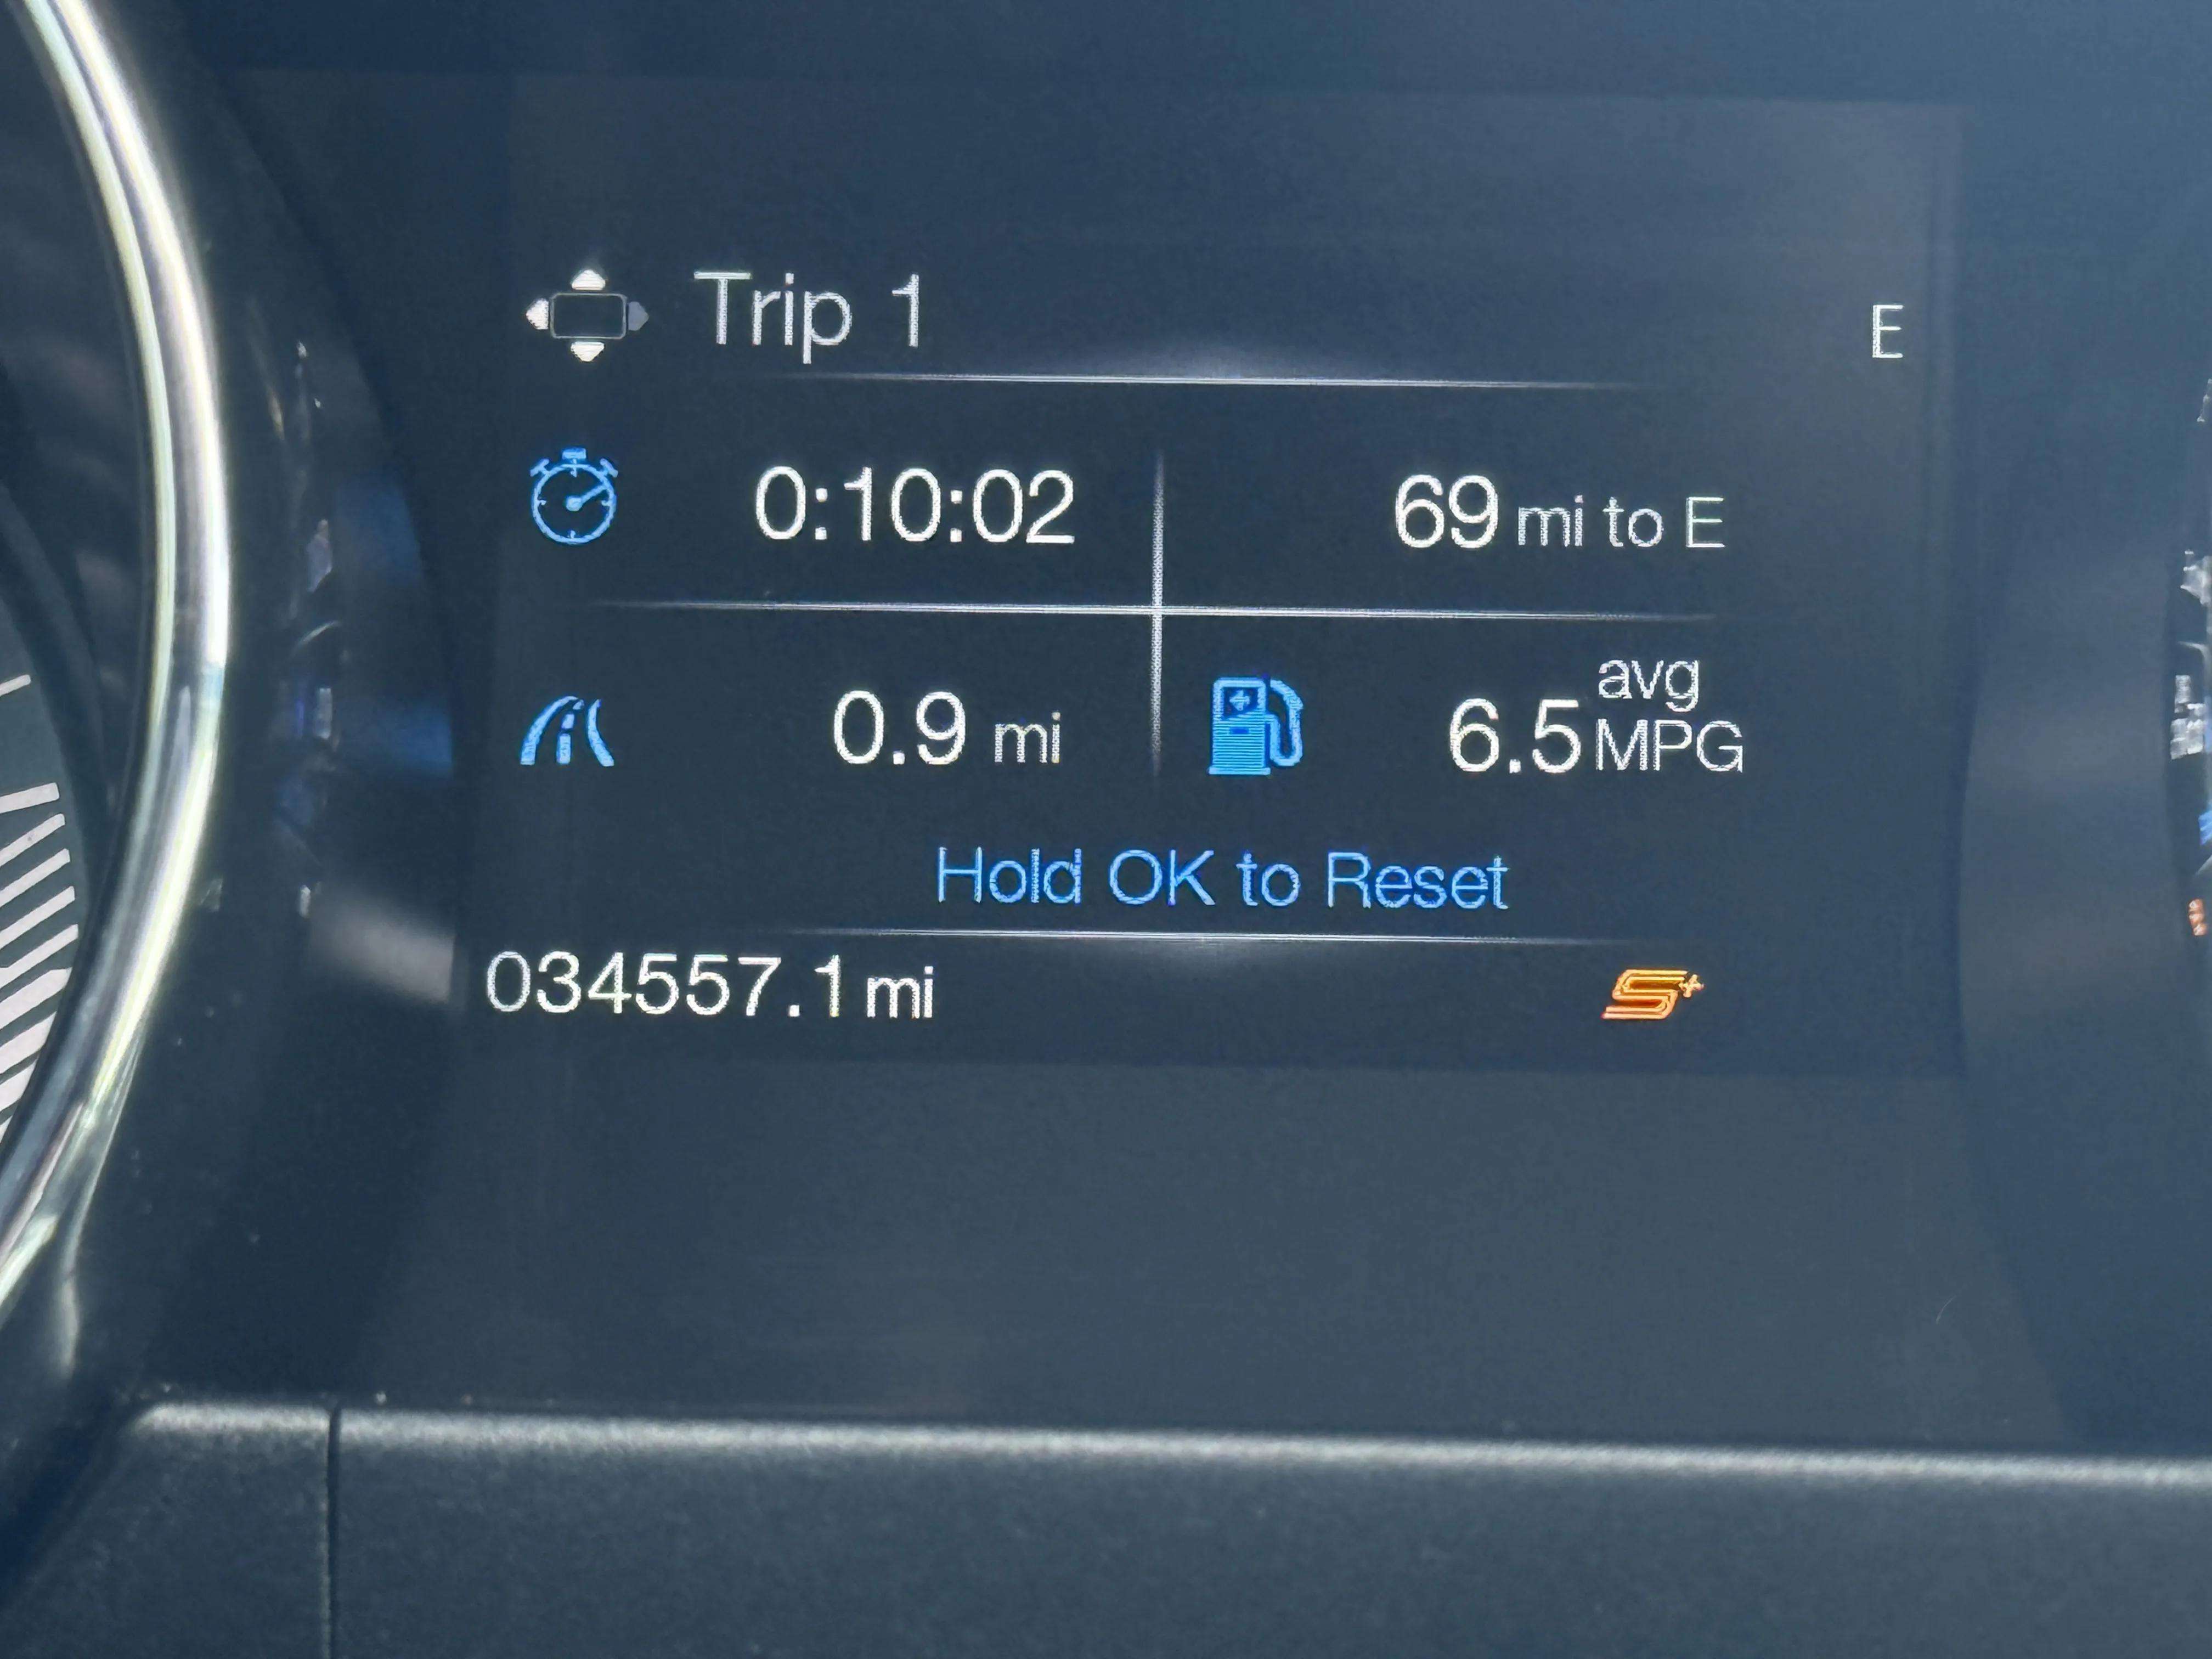 Trip 1 E
0:10:02 69 mi to E
0.9 mi 6.5 avg MPG
Hold OK to Reset
034557.1 mi S+